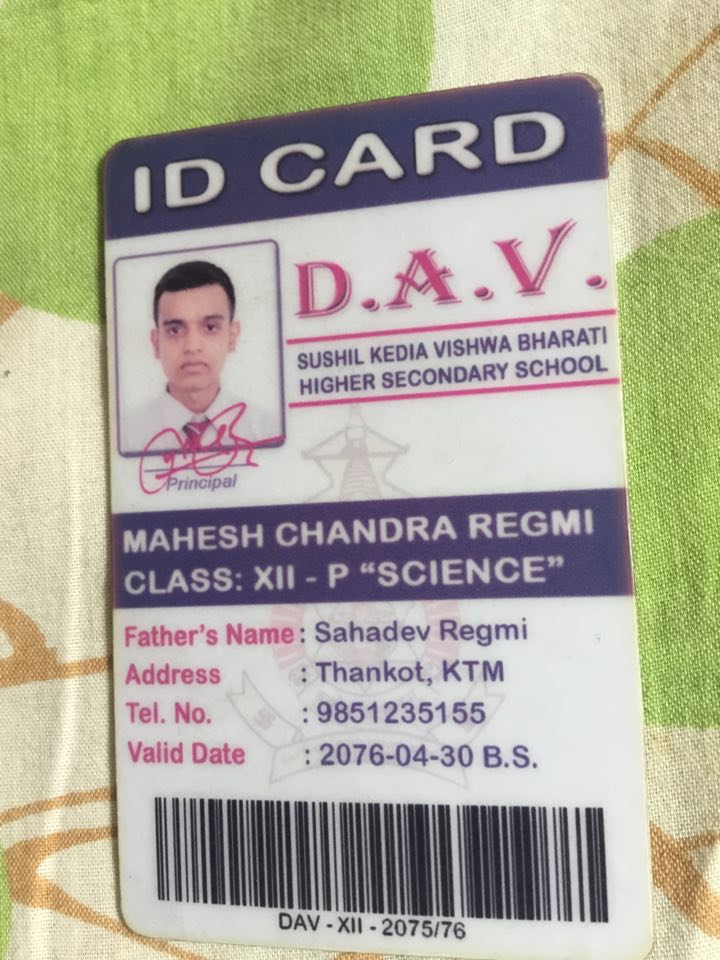 ID CARD
D.A.V.
SUSHIL KEDIA VISHWA BHARATI
HIGHER SECONDARY SCHOOL
Principal
MAHESH CHANDRA REGMI
CLASS: XII - P “SCIENCE”
Father's Name: Sahadev Regmi
Address : Thankot, KTM
Tel. No. : 9851235155
Valid Date : 2076-04-30 B.S.
DAV - XII - 2075/76